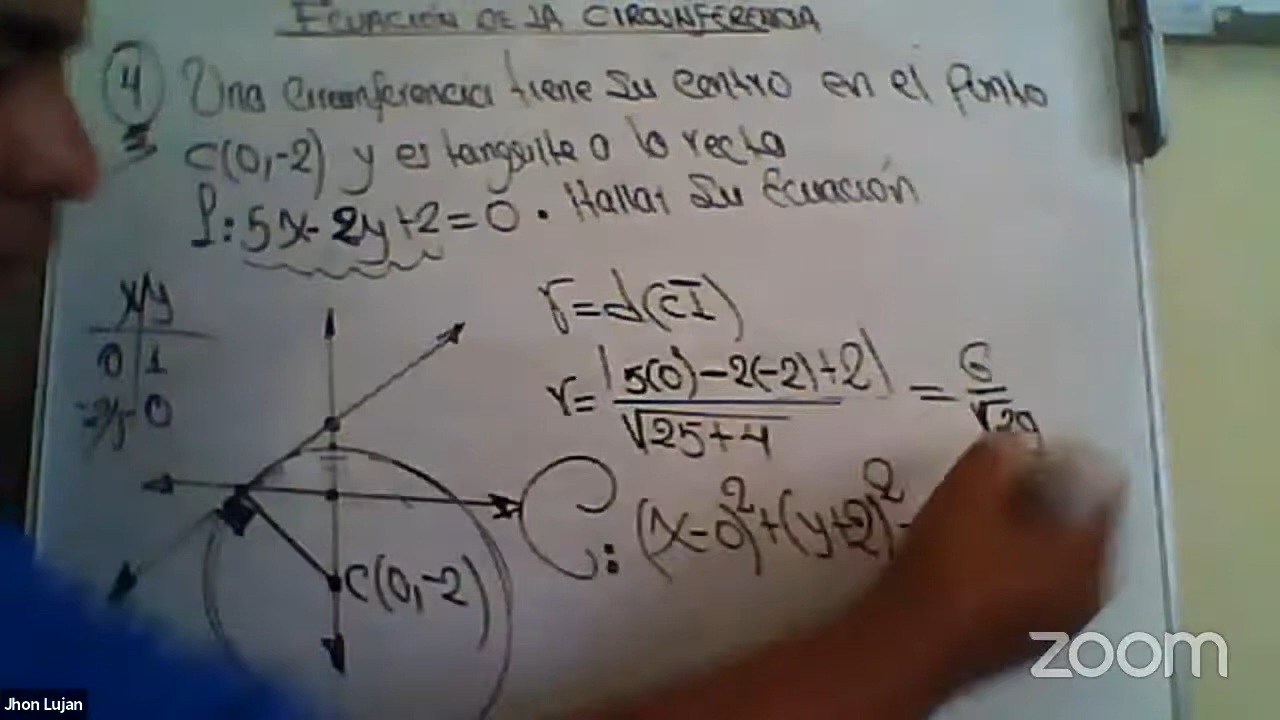 ECUACIÓN DE LA CIRCUNFERENCIA
4 Una Circunferencia tiene Su Centro en el Punto
C(0,-2) y es tangente a la recta
l: 5x-2y+2=0 . Hallar Su Ecuación
x y
0 1
-2/5 0
r=d(Cl)
r= |5(0)-2(-2)+2| / √25+4 = 6/√29
C: (x-0)²+(y+2)²
C(0,-2)
zoom
Jhon Lujan